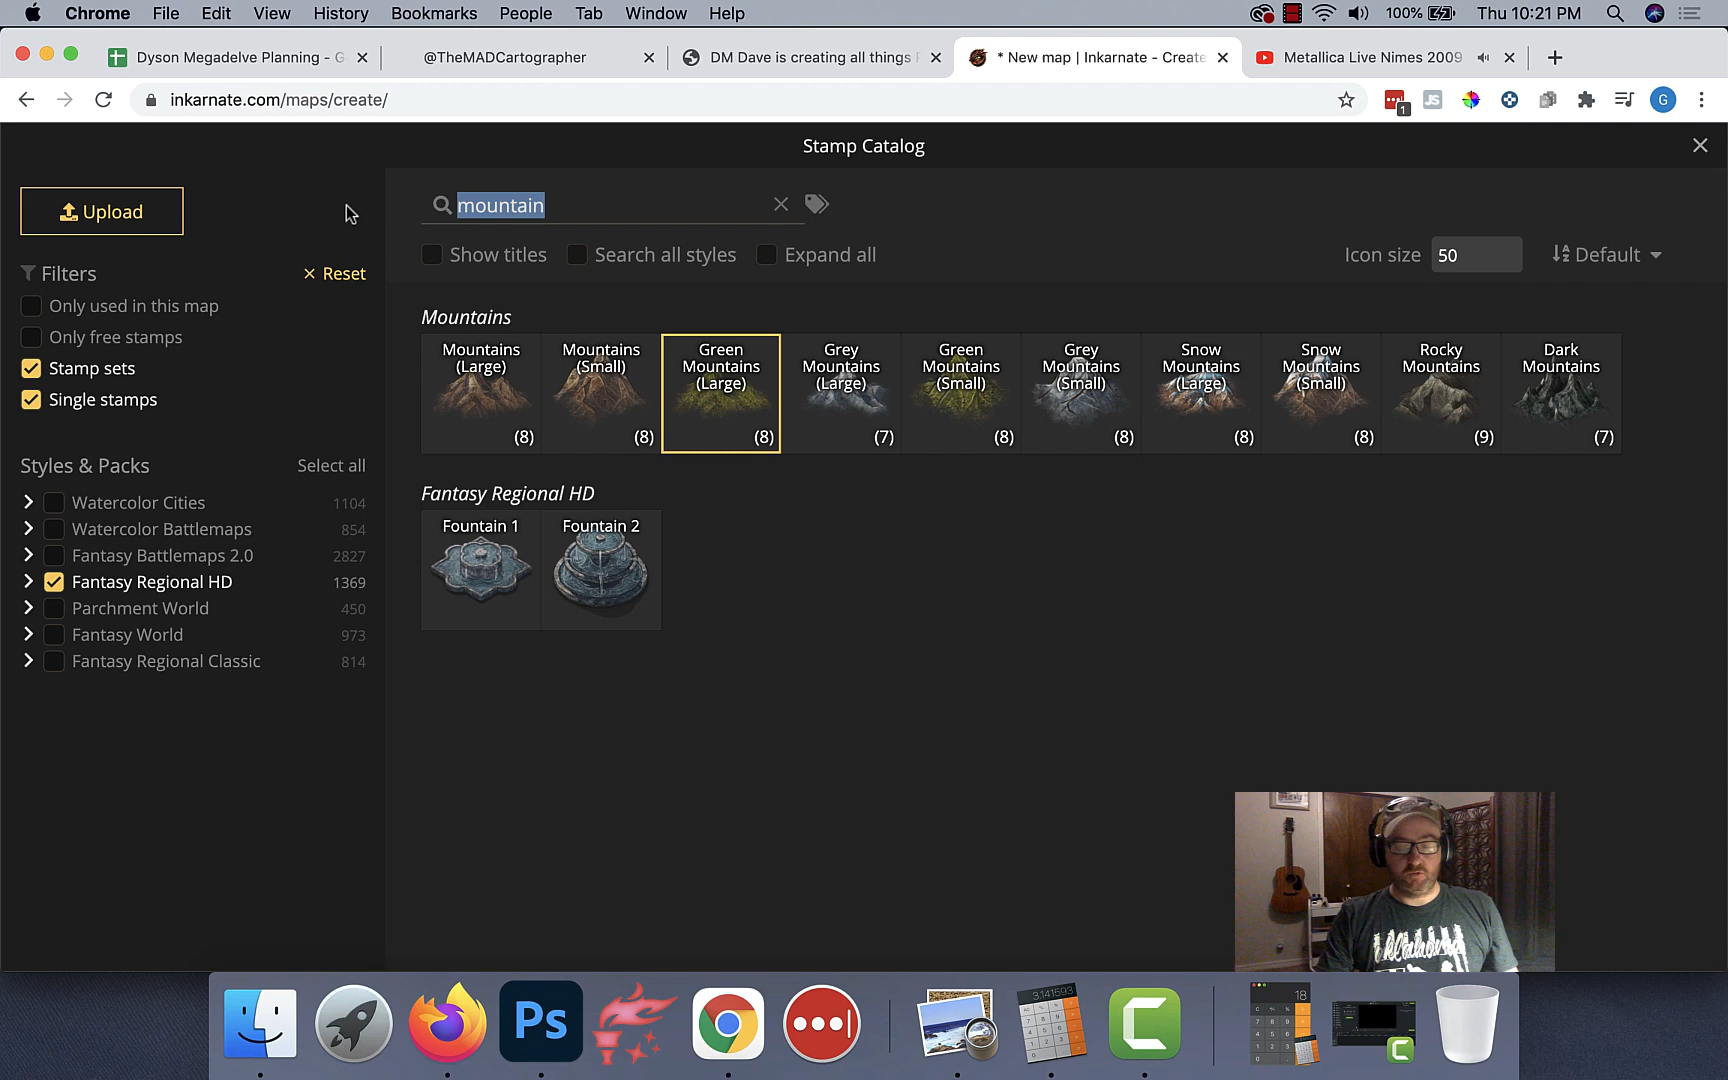 Chrome File Edit View History Bookmarks People Tab Window Help 100% Thu 10:21 PM
Dyson Megadelve Planning - G
@TheMADCartographer
DM Dave is creating all things
* New map | Inkarnate - Create
Metallica Live Nimes 2009
inkarnate.com/maps/create/
1
JS
G
Stamp Catalog
Upload
mountain
Show titles Search all styles Expand all
Icon size 50 Default
Filters Reset
Only used in this map
Only free stamps
Stamp sets
Single stamps
Styles & Packs Select all
Watercolor Cities 1104
Watercolor Battlemaps 854
Fantasy Battlemaps 2.0 2827
Fantasy Regional HD 1369
Parchment World 450
Fantasy World 973
Fantasy Regional Classic 814
Mountains
Mountains (Large) (8)
Mountains (Small) (8)
Green Mountains (Large) (8)
Grey Mountains (Large) (7)
Green Mountains (Small) (8)
Grey Mountains (Small) (8)
Snow Mountains (Large) (8)
Snow Mountains (Small) (8)
Rocky Mountains (9)
Dark Mountains (7)
Fantasy Regional HD
Fountain 1
Fountain 2
Oklahoma
Ps
3.141593
C
18